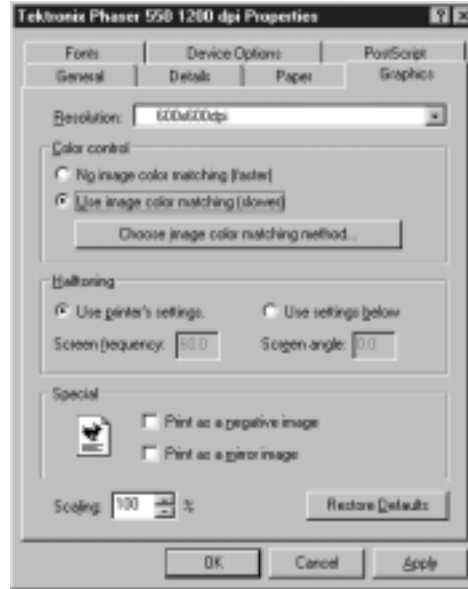 Tektronix Phaser 550 1200 dpi Properties
Fonts Device Options PostScript
General Details Paper Graphics
Resolution: 600x600dpi
Color control
No image color matching (faster)
Use image color matching (slower)
Choose image color matching method...
Halftoning
Use printer's settings. Use settings below
Screen frequency: 60.0 Screen angle: 0.0
Special
Print as a negative image
Print as a mirror image
Scaling: 100 % Restore Defaults
OK Cancel Apply